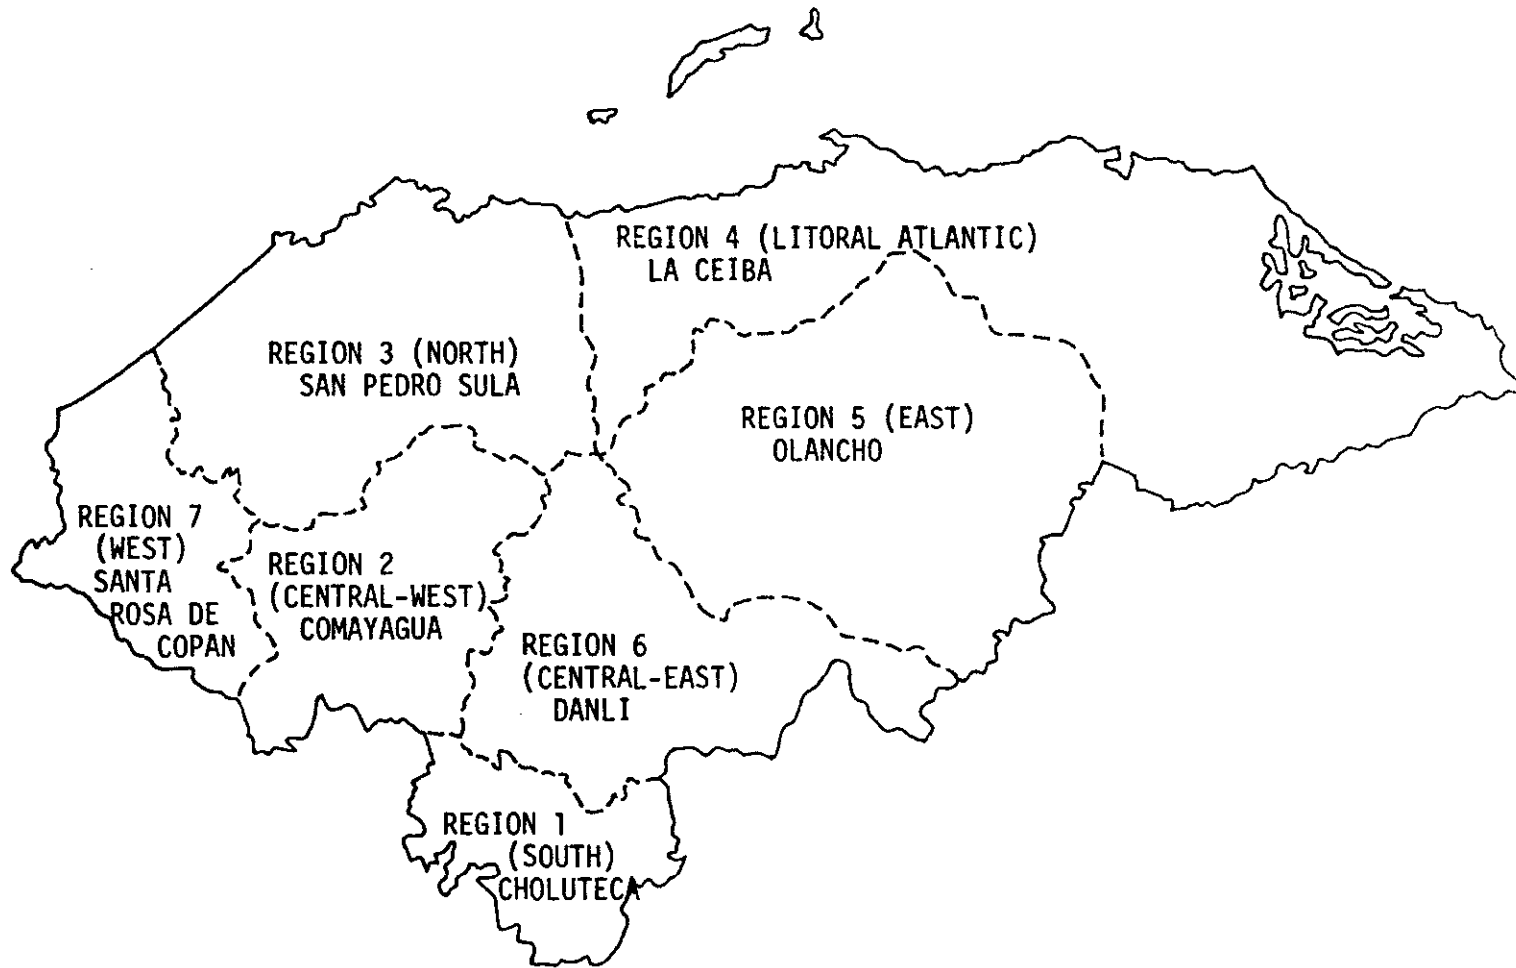 REGION 4 (LITORAL ATLANTIC)
LA CEIBA
REGION 3 (NORTH)
SAN PEDRO SULA
REGION 5 (EAST)
OLANCHO
REGION 7
(WEST)
SANTA
ROSA DE
COPAN
REGION 2
(CENTRAL-WEST)
COMAYAGUA
REGION 6
(CENTRAL-EAST)
DANLI
REGION 1
(SOUTH)
CHOLUTECA